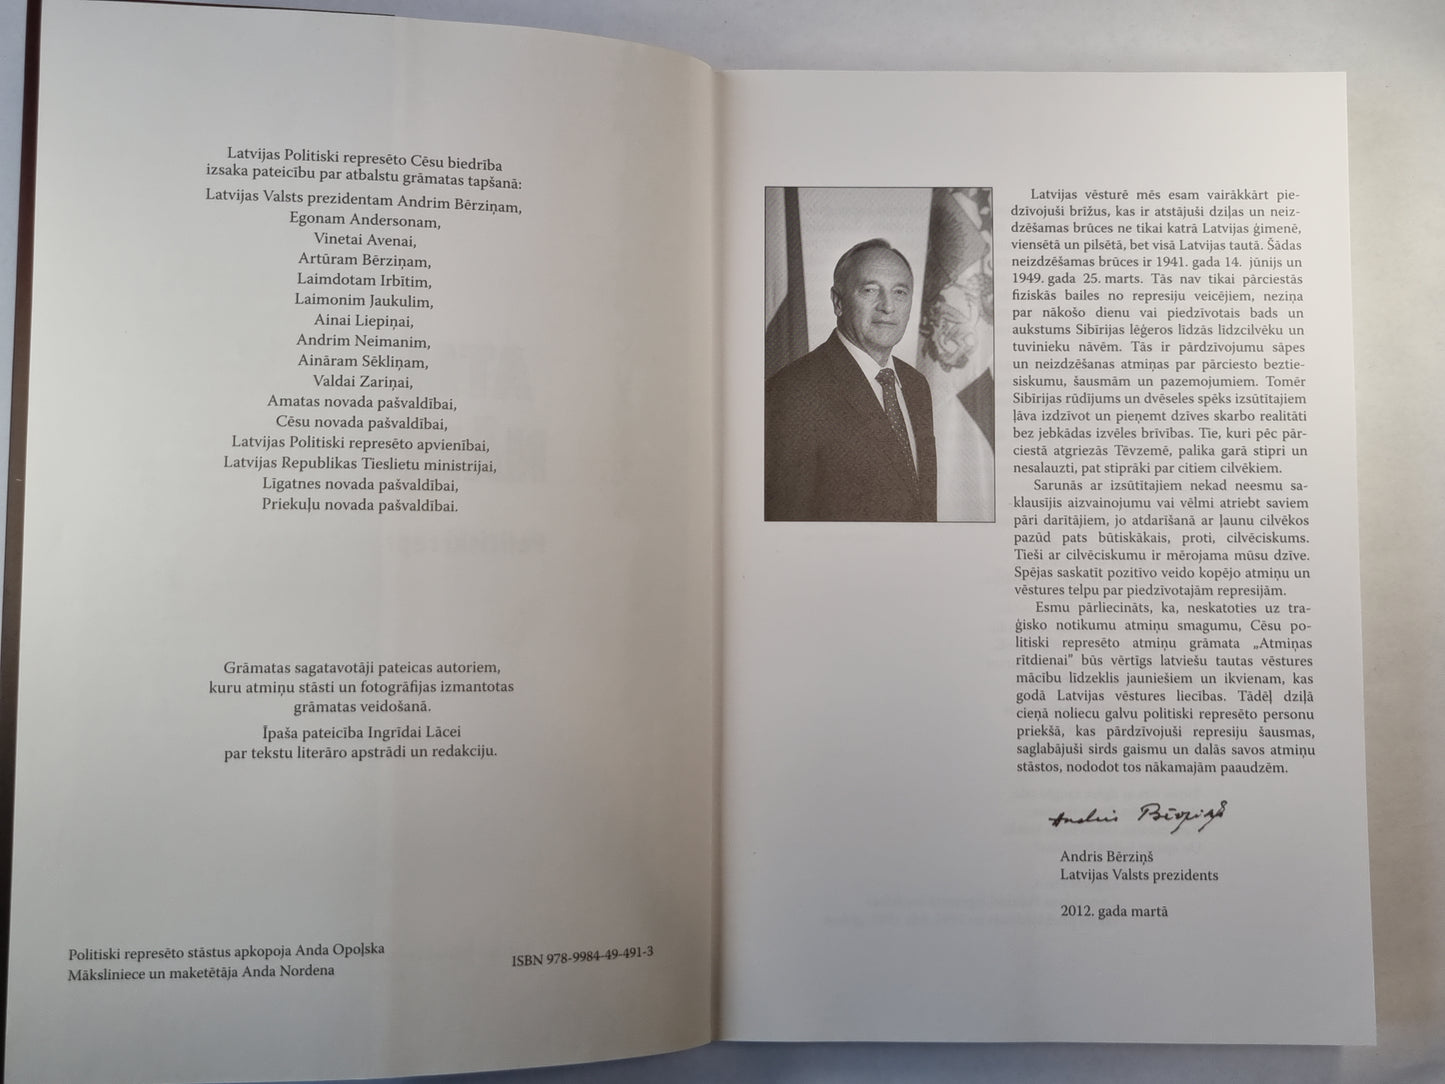 Latvijas Politiski represēto Cēsu biedrība
izsaka pateicību par atbalstu grāmatas tapšanā:
Latvijas Valsts prezidentam Andrim Bērziņam,
Egonam Andersonam,
Vinetai Avenai,
Artūram Bērziņam,
Laimdotam Irbītim,
Laimonim Jaukulim,
Ainai Liepiņai,
Andrim Neimanim,
Aināram Sēkliņam,
Valdai Zariņai,
Amatas novada pašvaldībai,
Cēsu novada pašvaldībai,
Latvijas Politiski represēto apvienībai,
Latvijas Republikas Tieslietu ministrijai,
Līgatnes novada pašvaldībai,
Priekuļu novada pašvaldībai.
Grāmatas sagatavotāji pateicas autoriem,
kuru atmiņu stāsti un fotogrāfijas izmantotas
grāmatas veidošanā.
Īpaša pateicība Ingrīdai Lācei
par tekstu literāro apstrādi un redakciju.
Politiski represēto stāstus apkopoja Anda Opoļska
Māksliniece un maketētāja Anda Nordena
ISBN 978-9984-49-491-3
Latvijas vēsturē mēs esam vairākkārt pie-
dzīvojuši brīžus, kas ir atstājuši dziļas un neiz-
dzēšamas brūces ne tikai katrā Latvijas ģimenē,
viensētā un pilsētā, bet visā Latvijas tautā. Šādas
neizdzēšamas brūces ir 1941. gada 14. jūnijs un
1949. gada 25. marts. Tās nav tikai pārciestās
fiziskās bailes no represiju veicējiem, neziņa
par nākošo dienu vai piedzīvotais bads un
aukstums Sibīrijas lēģeros līdzās līdzcilvēku un
tuvinieku nāvēm. Tās ir pārdzīvojumu sāpes
un neizdzēšanas atmiņas par pārciesto beztie-
siskumu, šausmām un pazemojumiem. Tomēr
Sibīrijas rūdījums un dvēseles spēks izsūtītajiem
ļāva izdzīvot un pieņemt dzīves skarbo realitāti
bez jebkādas izvēles brīvības. Tie, kuri pēc pār-
ciestā atgriezās Tēvzemē, palika garā stipri un
nesalauzti, pat stiprāki par citiem cilvēkiem.
Sarunās ar izsūtītajiem nekad neesmu sa-
klausījis aizvainojumu vai vēlmi atriebt saviem
pāri darītājiem, jo atdarīšanā ar ļaunu cilvēkos
pazūd pats būtiskākais, proti, cilvēciskums.
Tieši ar cilvēciskumu ir mērojama mūsu dzīve.
Spējas saskatīt pozitīvo veido kopējo atmiņu un
vēstures telpu par piedzīvotajām represijām.
Esmu pārliecināts, ka, neskatoties uz tra-
ģisko notikumu atmiņu smagumu, Cēsu po-
litiski represēto atmiņu grāmata „Atmiņas
rītdienai" būs vērtīgs latviešu tautas vēstures
mācību līdzeklis jauniešiem un ikvienam, kas
godā Latvijas vēstures liecības. Tādēļ dziļā
cieņā noliecu galvu politiski represēto personu
priekšā, kas pārdzīvojuši represiju šausmas,
saglabājuši sirds gaismu un dalās savos atmiņu
stāstos, nododot tos nākamajām paaudzēm.
Andris Bērziņš
Andris Bērziņš
Latvijas Valsts prezidents
2012. gada martā